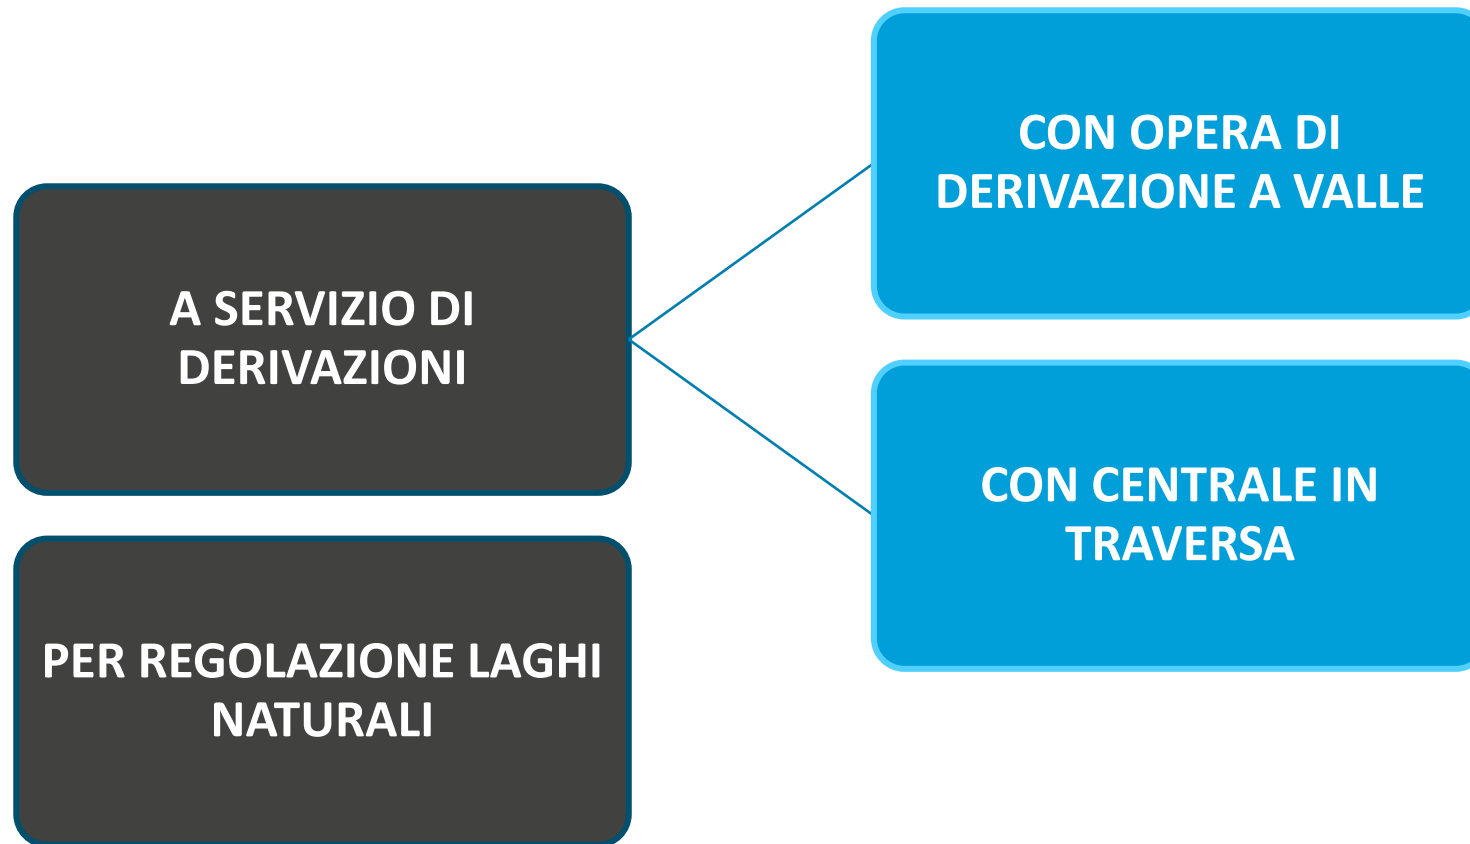 A SERVIZIO DI
DERIVAZIONI
CON OPERA DI
DERIVAZIONE A VALLE
CON CENTRALE IN
TRAVERSA
PER REGOLAZIONE LAGHI
NATURALI